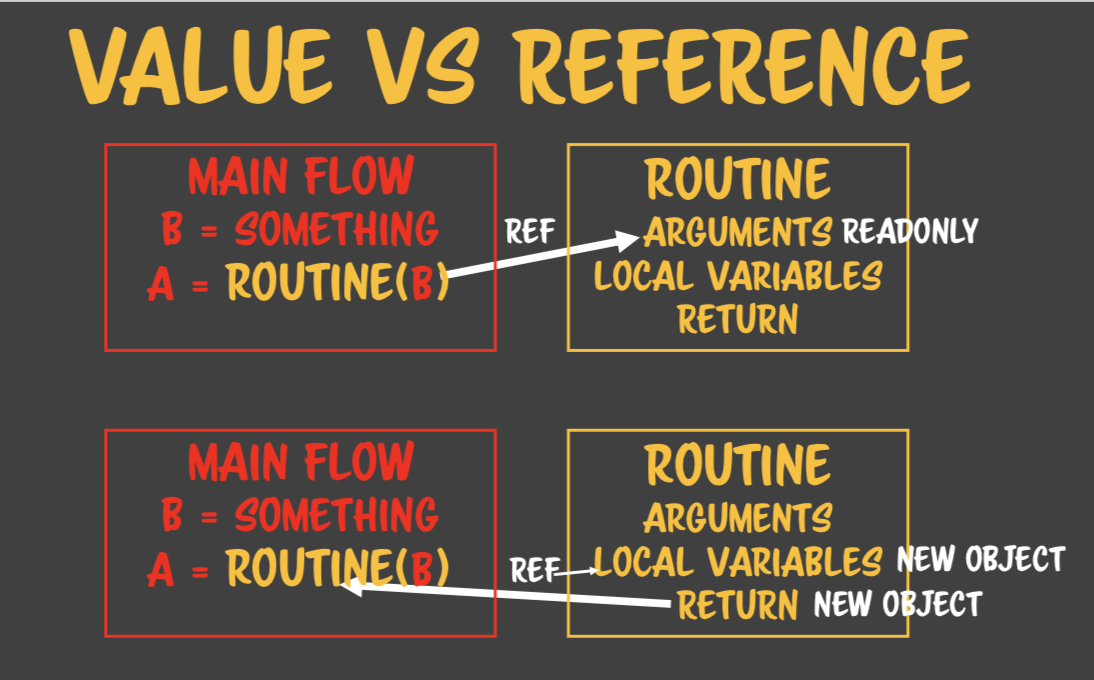 VALUE VS REFERENCE
MAIN FLOW
B = SOMETHING
A = ROUTINE(B)
REF
ROUTINE
ARGUMENTS READONLY
LOCAL VARIABLES
RETURN
MAIN FLOW
B = SOMETHING
A = ROUTINE(B)
REF
ROUTINE
ARGUMENTS
LOCAL VARIABLES NEW OBJECT
RETURN NEW OBJECT